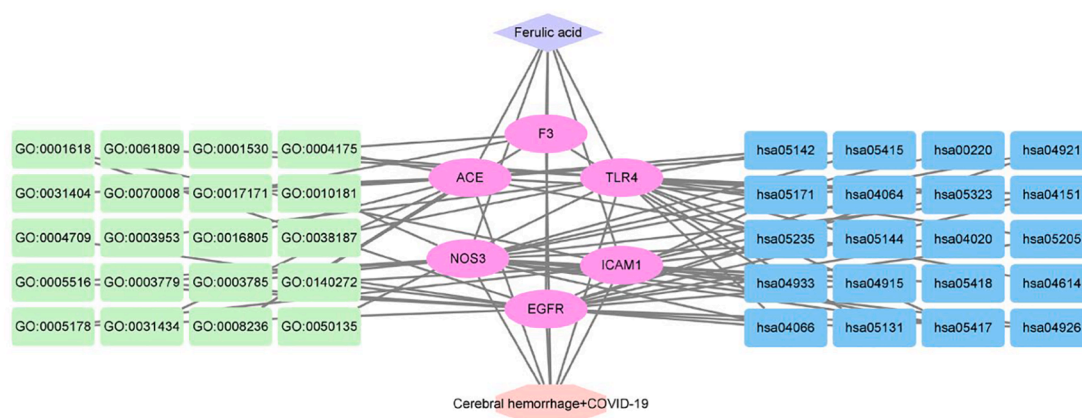 Ferulic acid
F3
ACE
TLR4
NOS3
ICAM1
EGFR
GO:0001618 GO:0061809 GO:0001530 GO:0004175
GO:0031404 GO:0070008 GO:0017171 GO:0010181
GO:0004709 GO:0003953 GO:0016805 GO:0038187
GO:0005516 GO:0003779 GO:0003785 GO:0140272
GO:0005178 GO:0031434 GO:0008236 GO:0050135
hsa05142 hsa05415 hsa00220 hsa04921
hsa05171 hsa04064 hsa05323 hsa04151
hsa05235 hsa05144 hsa04020 hsa05205
hsa04933 hsa04915 hsa05418 hsa04614
hsa04066 hsa05131 hsa05417 hsa04926
Cerebral hemorrhage+COVID-19